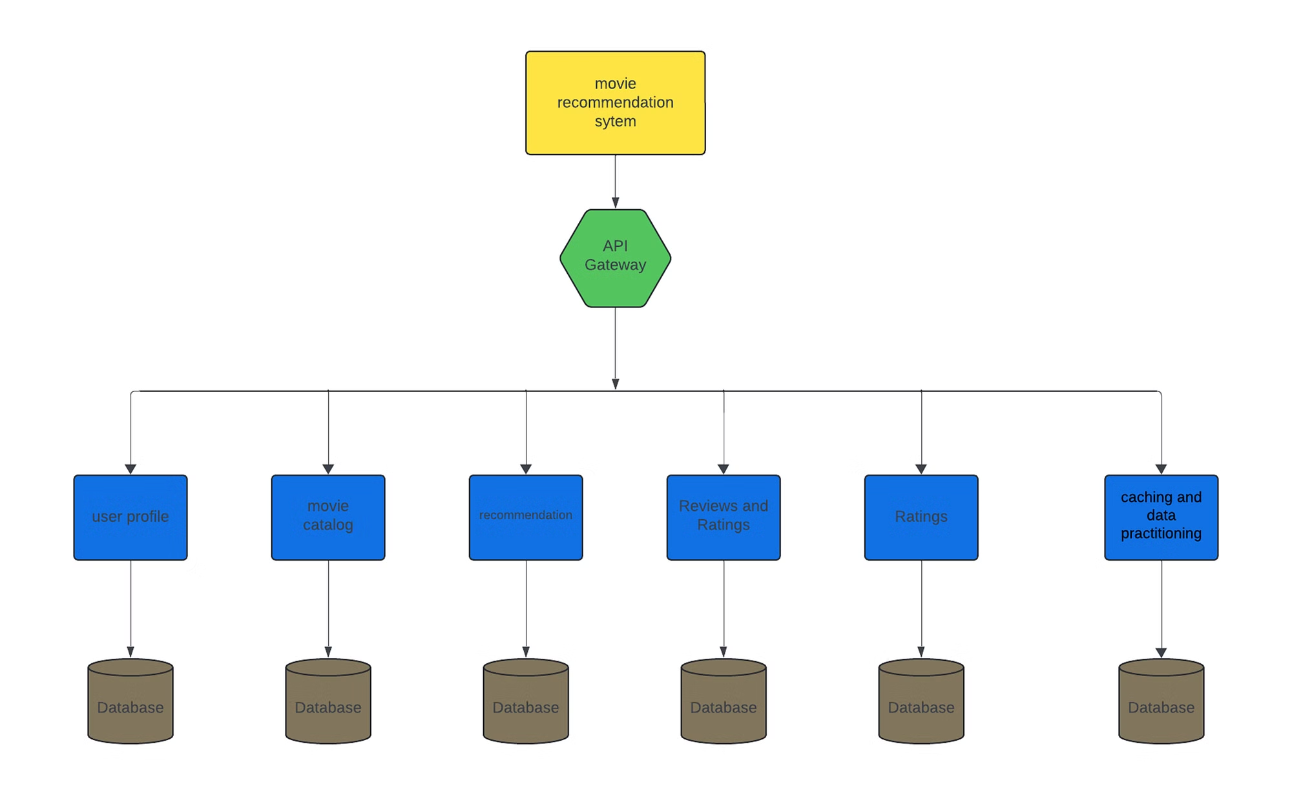 movie
recommendation
sytem
API
Gateway
user profile
movie
catalog
recommendation
Reviews and
Ratings
Ratings
caching and
data
practitioning
Database
Database
Database
Database
Database
Database